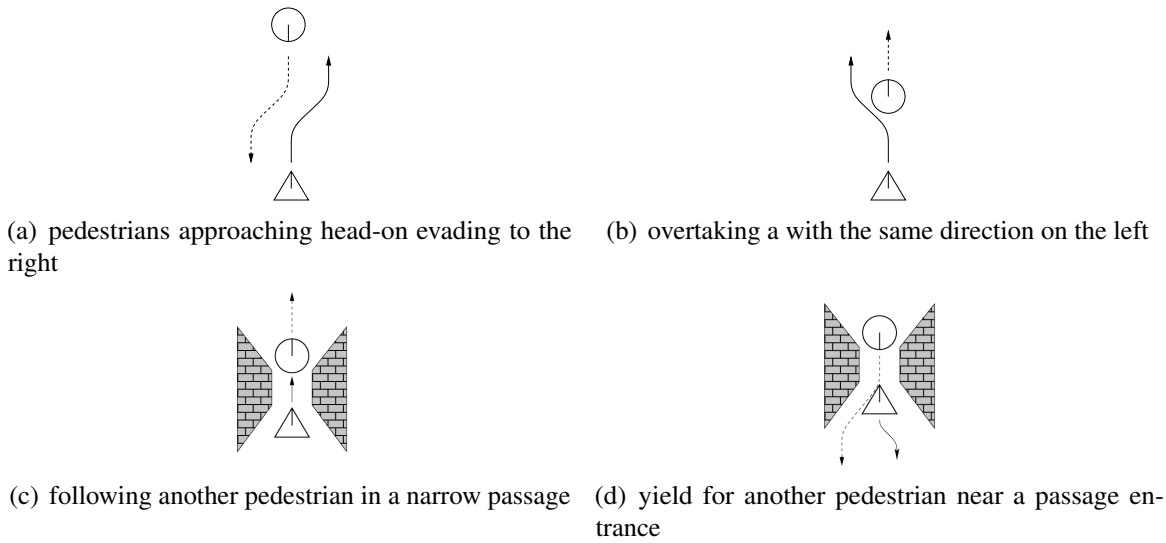 (a) pedestrians approaching head-on evading to the
right
(b) overtaking a with the same direction on the left
(c) following another pedestrian in a narrow passage
(d) yield for another pedestrian near a passage en-
trance